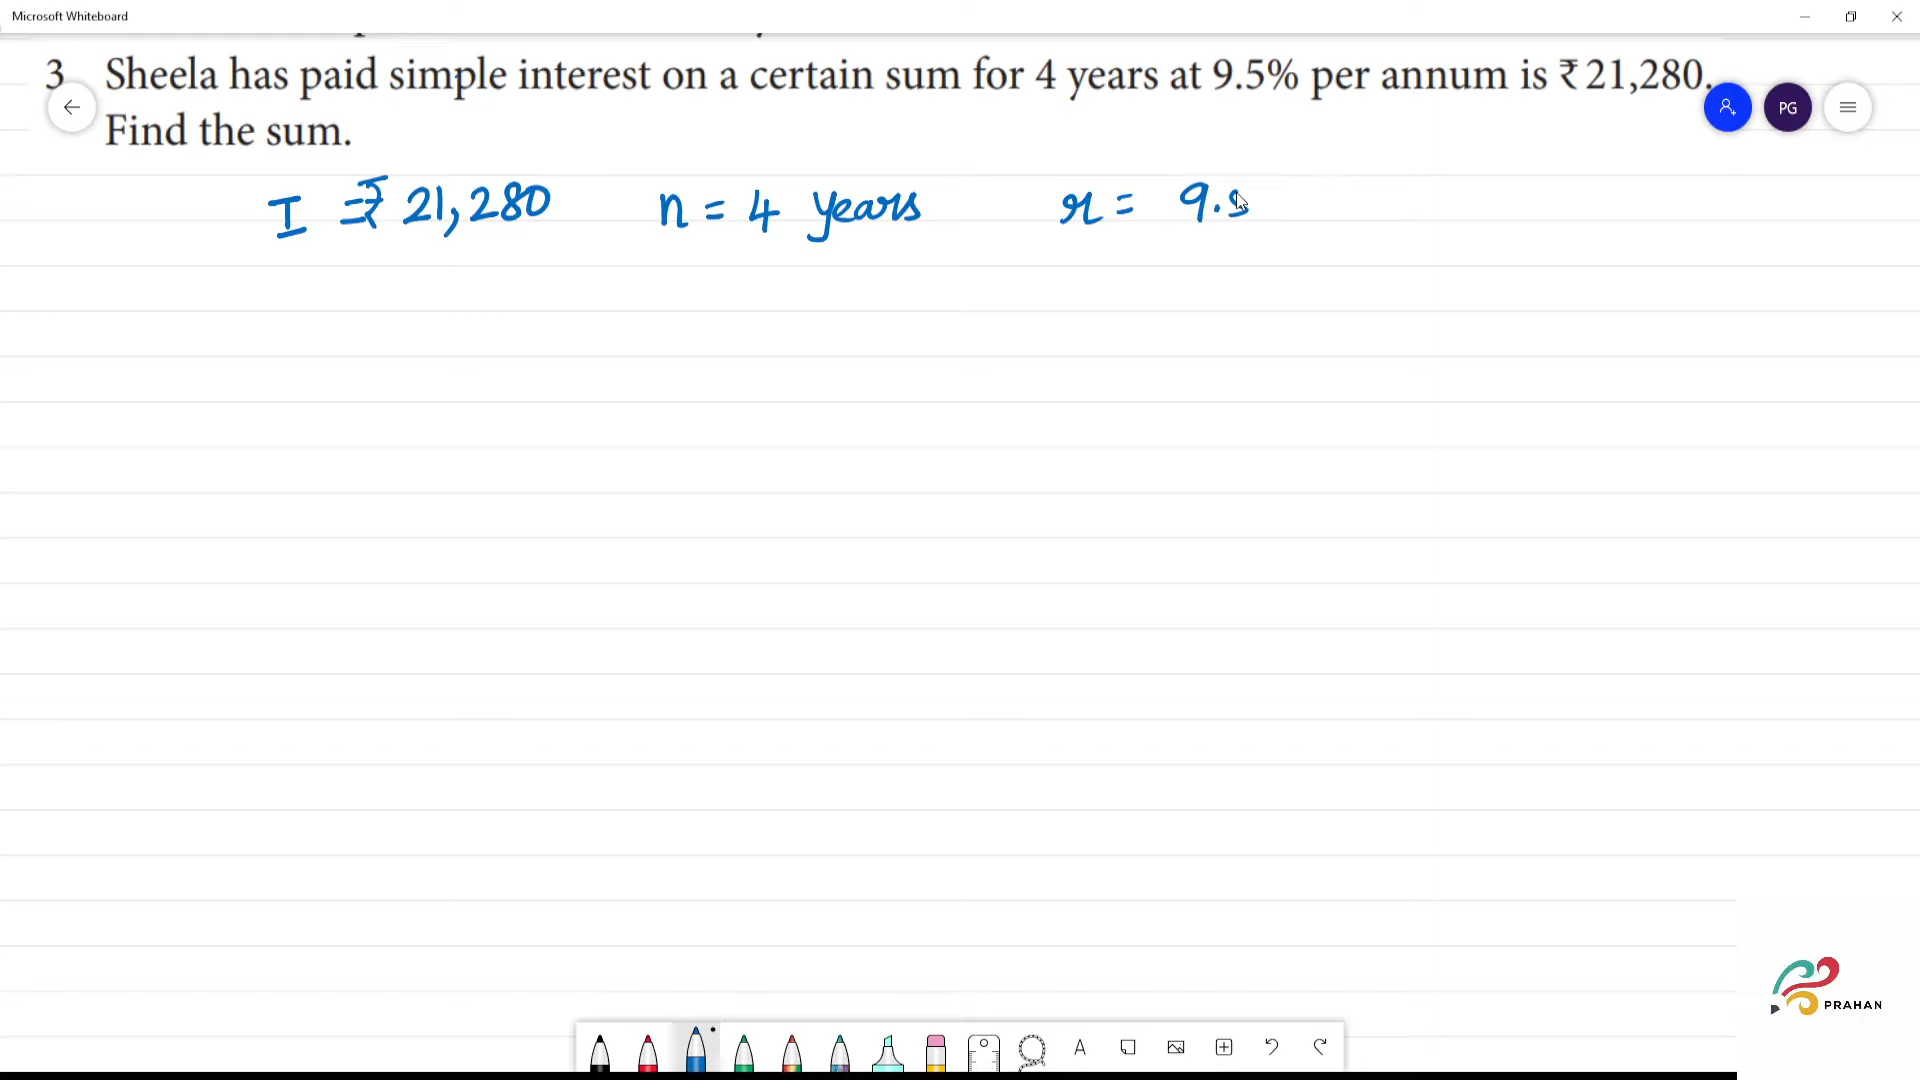 Microsoft Whiteboard
3 Sheela has paid simple interest on a certain sum for 4 years at 9.5% per annum is ₹ 21,280.
Find the sum.
PG
I = ₹ 21,280 n = 4 years r = 9.5
PRAHAN